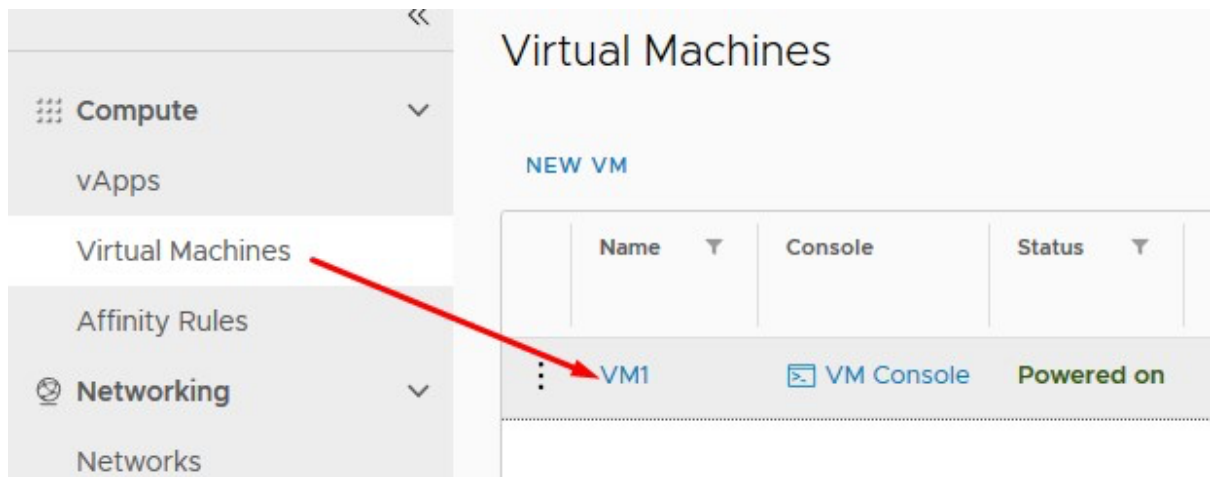 Compute
vApps
Virtual Machines
Affinity Rules
Networking
Networks
Virtual Machines
NEW VM
Name Console Status
VM1 VM Console Powered on